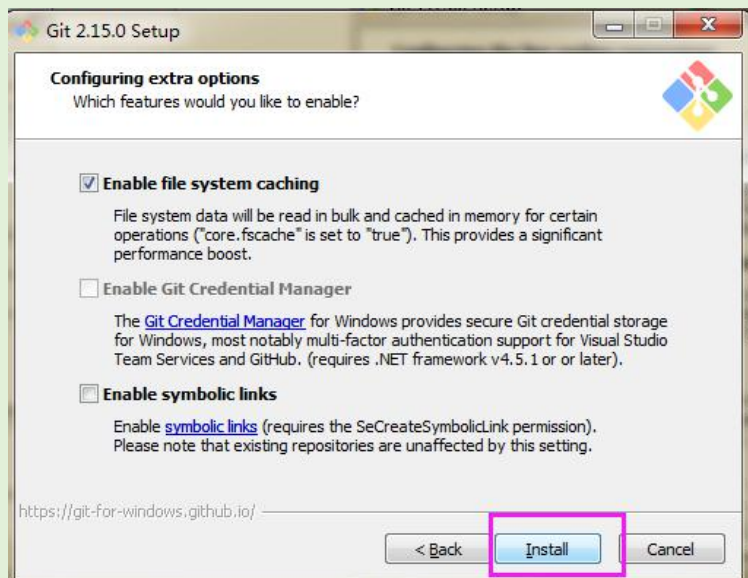 Git 2.15.0 Setup
Configuring extra options
Which features would you like to enable?
Enable file system caching
File system data will be read in bulk and cached in memory for certain
operations ("core.fscache" is set to "true"). This provides a significant
performance boost.
Enable Git Credential Manager
The Git Credential Manager for Windows provides secure Git credential storage
for Windows, most notably multi-factor authentication support for Visual Studio
Team Services and GitHub. (requires .NET framework v4.5.1 or or later).
Enable symbolic links
Enable symbolic links (requires the SeCreateSymbolicLink permission).
Please note that existing repositories are unaffected by this setting.
https://git-for-windows.github.io/
< Back Install Cancel